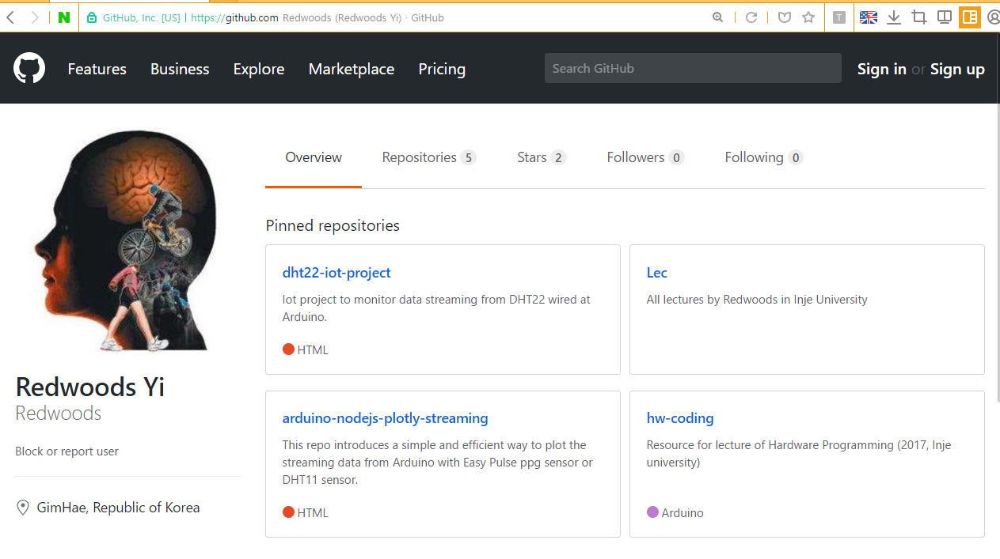 GitHub, Inc. [US] | https://github.com Redwoods (Redwoods Yi) · GitHub
T
Features Business Explore Marketplace Pricing Search GitHub Sign in or Sign up
Overview Repositories 5 Stars 2 Followers 0 Following 0
Pinned repositories
dht22-iot-project
Iot project to monitor data streaming from DHT22 wired at
Arduino.
HTML
Lec
All lectures by Redwoods in Inje University
arduino-nodejs-plotly-streaming
This repo introduces a simple and efficient way to plot the
streaming data from Arduino with Easy Pulse ppg sensor or
DHT11 sensor.
HTML
hw-coding
Resource for lecture of Hardware Programming (2017, Inje
university)
Arduino
Redwoods Yi
Redwoods
Block or report user
GimHae, Republic of Korea